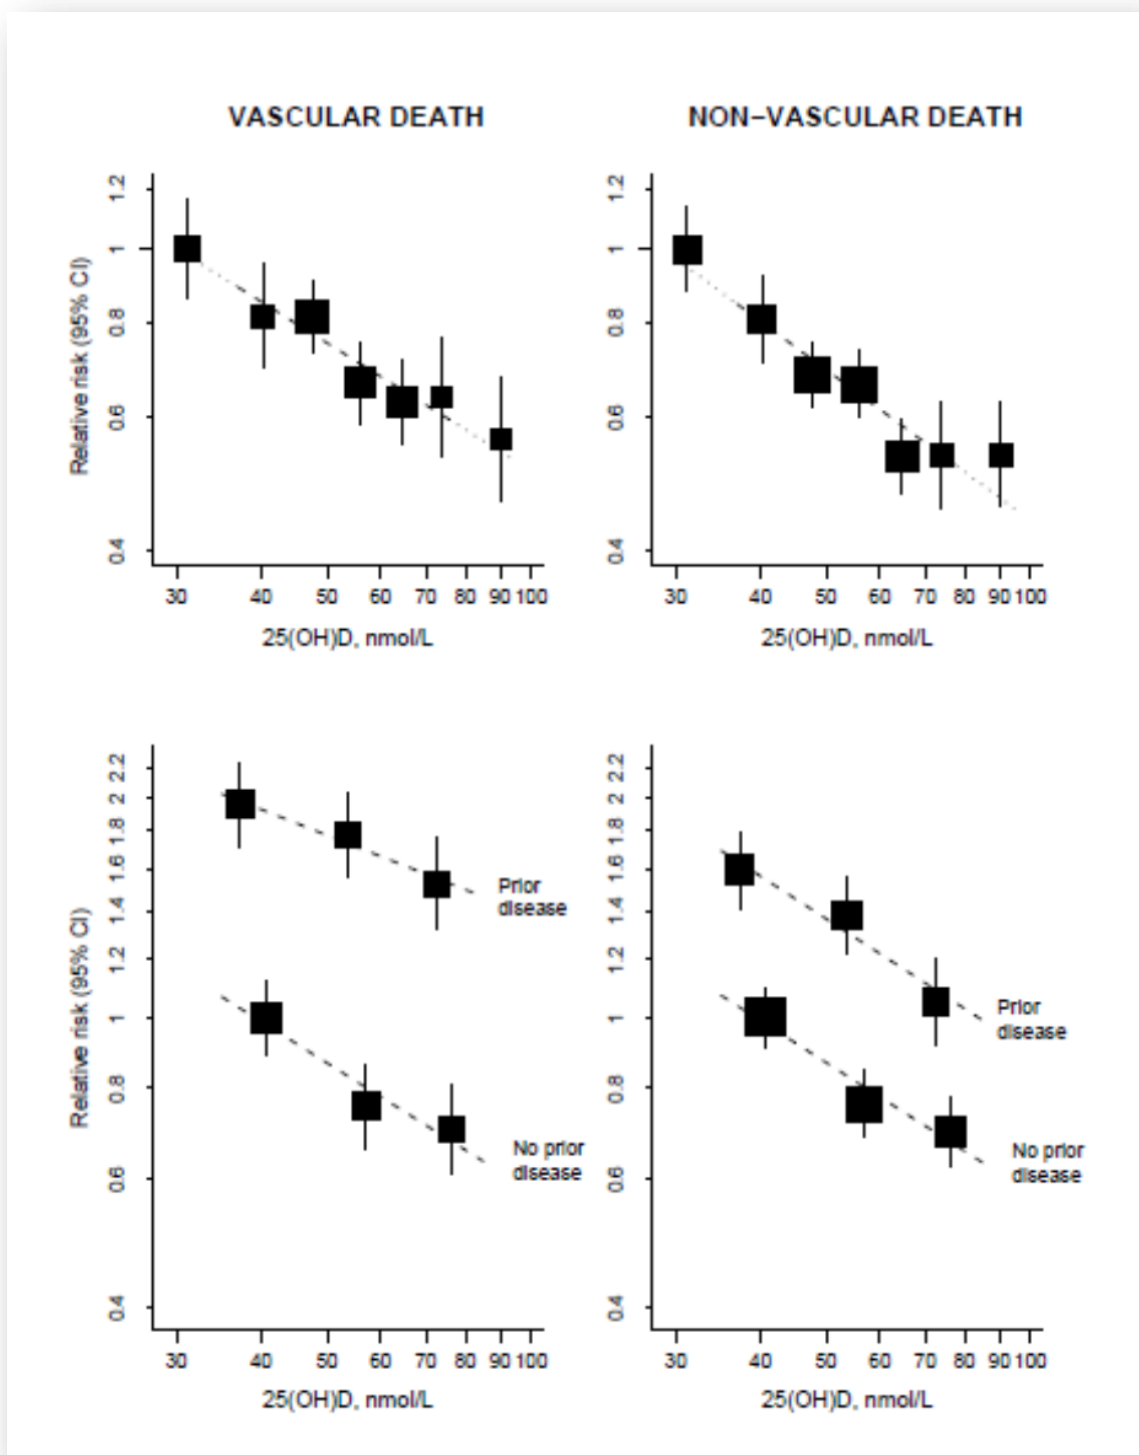 VASCULAR DEATH
NON−VASCULAR DEATH
Relative risk (95% CI)
1.2
1
0.8
0.6
0.4
30 40 50 60 70 80 90 100
25(OH)D, nmol/L
1.2
1
0.8
0.6
0.4
30 40 50 60 70 80 90 100
25(OH)D, nmol/L
Relative risk (95% CI)
2.2
2
1.8
1.6
1.4
1.2
1
0.8
0.6
0.4
Prior
disease
No prior
disease
30 40 50 60 70 80 90 100
25(OH)D, nmol/L
2.2
2
1.8
1.6
1.4
1.2
1
0.8
0.6
0.4
Prior
disease
No prior
disease
30 40 50 60 70 80 90 100
25(OH)D, nmol/L